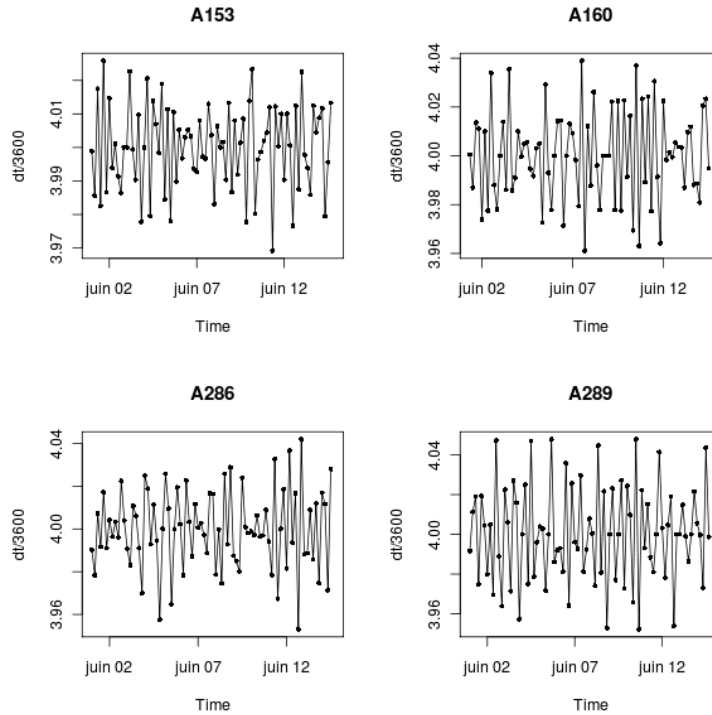 A153
dt/3600
3.97
3.99
4.01
juin 02
juin 07
juin 12
Time
A160
dt/3600
3.96
3.98
4.00
4.02
4.04
juin 02
juin 07
juin 12
Time
A286
dt/3600
3.96
4.00
4.04
juin 02
juin 07
juin 12
Time
A289
dt/3600
3.96
4.00
4.04
juin 02
juin 07
juin 12
Time